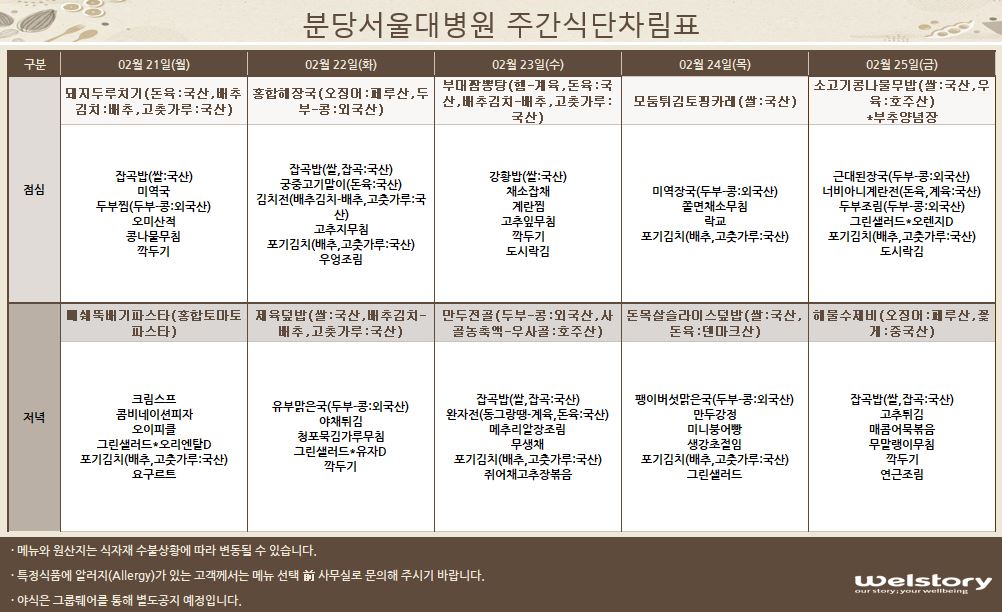 분당서울대병원 주간식단차림표
구분
02월 21일(월)
02월 22일(화)
02월 23일(수)
02월 24일(목)
02월 25일(금)
점심
돼지두루치기(돈육:국산,배추
김치:배추,고춧가루:국산)
잡곡밥(쌀:국산)
미역국
두부찜(두부-콩:외국산)
오미산적
콩나물무침
깍두기
홍합해장국(오징어:페루산,두
부-콩:외국산)
잡곡밥(쌀,잡곡:국산)
궁중고기말이(돈육:국산)
김치전(배추김치-배추,고춧가루:국
산)
고추지무침
포기김치(배추,고춧가루:국산)
우엉조림
부대짬뽕탕(햄-계육,돈육:국
산,배추김치-배추,고춧가루:
국산)
강황밥(쌀:국산)
채소잡채
계란찜
고추잎무침
깍두기
도시락김
모둠튀김토핑카레(쌀:국산)
미역장국(두부-콩:외국산)
쫄면채소무침
락교
포기김치(배추,고춧가루:국산)
소고기콩나물무밥(쌀:국산,우
육:호주산)
*부추양념장
근대된장국(두부-콩:외국산)
너비아니계란전(돈육,계육:국산)
두부조림(두부-콩:외국산)
그린샐러드*오렌지D
포기김치(배추,고춧가루:국산)
도시락김
저녁
뻬쉐뚝배기파스타(홍합토마토
파스타)
크림스프
콤비네이션피자
오이피클
그린샐러드*오리엔탈D
포기김치(배추,고춧가루:국산)
요구르트
제육덮밥(쌀:국산,배추김치-
배추,고춧가루:국산)
유부맑은국(두부-콩:외국산)
야채튀김
청포묵김가루무침
그린샐러드*유자D
깍두기
만두전골(두부-콩:외국산,사
골농축액-우사골:호주산)
잡곡밥(쌀,잡곡:국산)
완자전(동그랑땡-계육,돈육:국산)
메추리알장조림
무생채
포기김치(배추,고춧가루:국산)
쥐어채고추장볶음
돈목살슬라이스덮밥(쌀:국산,
돈육:덴마크산)
팽이버섯맑은국(두부-콩:외국산)
만두강정
미니붕어빵
생강초절임
포기김치(배추,고춧가루:국산)
그린샐러드
해물수제비(오징어:페루산,꽃
게:중국산)
잡곡밥(쌀,잡곡:국산)
고추튀김
매콤어묵볶음
무말랭이무침
깍두기
연근조림
· 메뉴와 원산지는 식자재 수불상황에 따라 변동될 수 있습니다.
· 특정식품에 알러지(Allergy)가 있는 고객께서는 메뉴 선택 前 사무실로 문의해 주시기 바랍니다.
· 야식은 그룹웨어를 통해 별도공지 예정입니다.
welstory
our story; your wellbeing